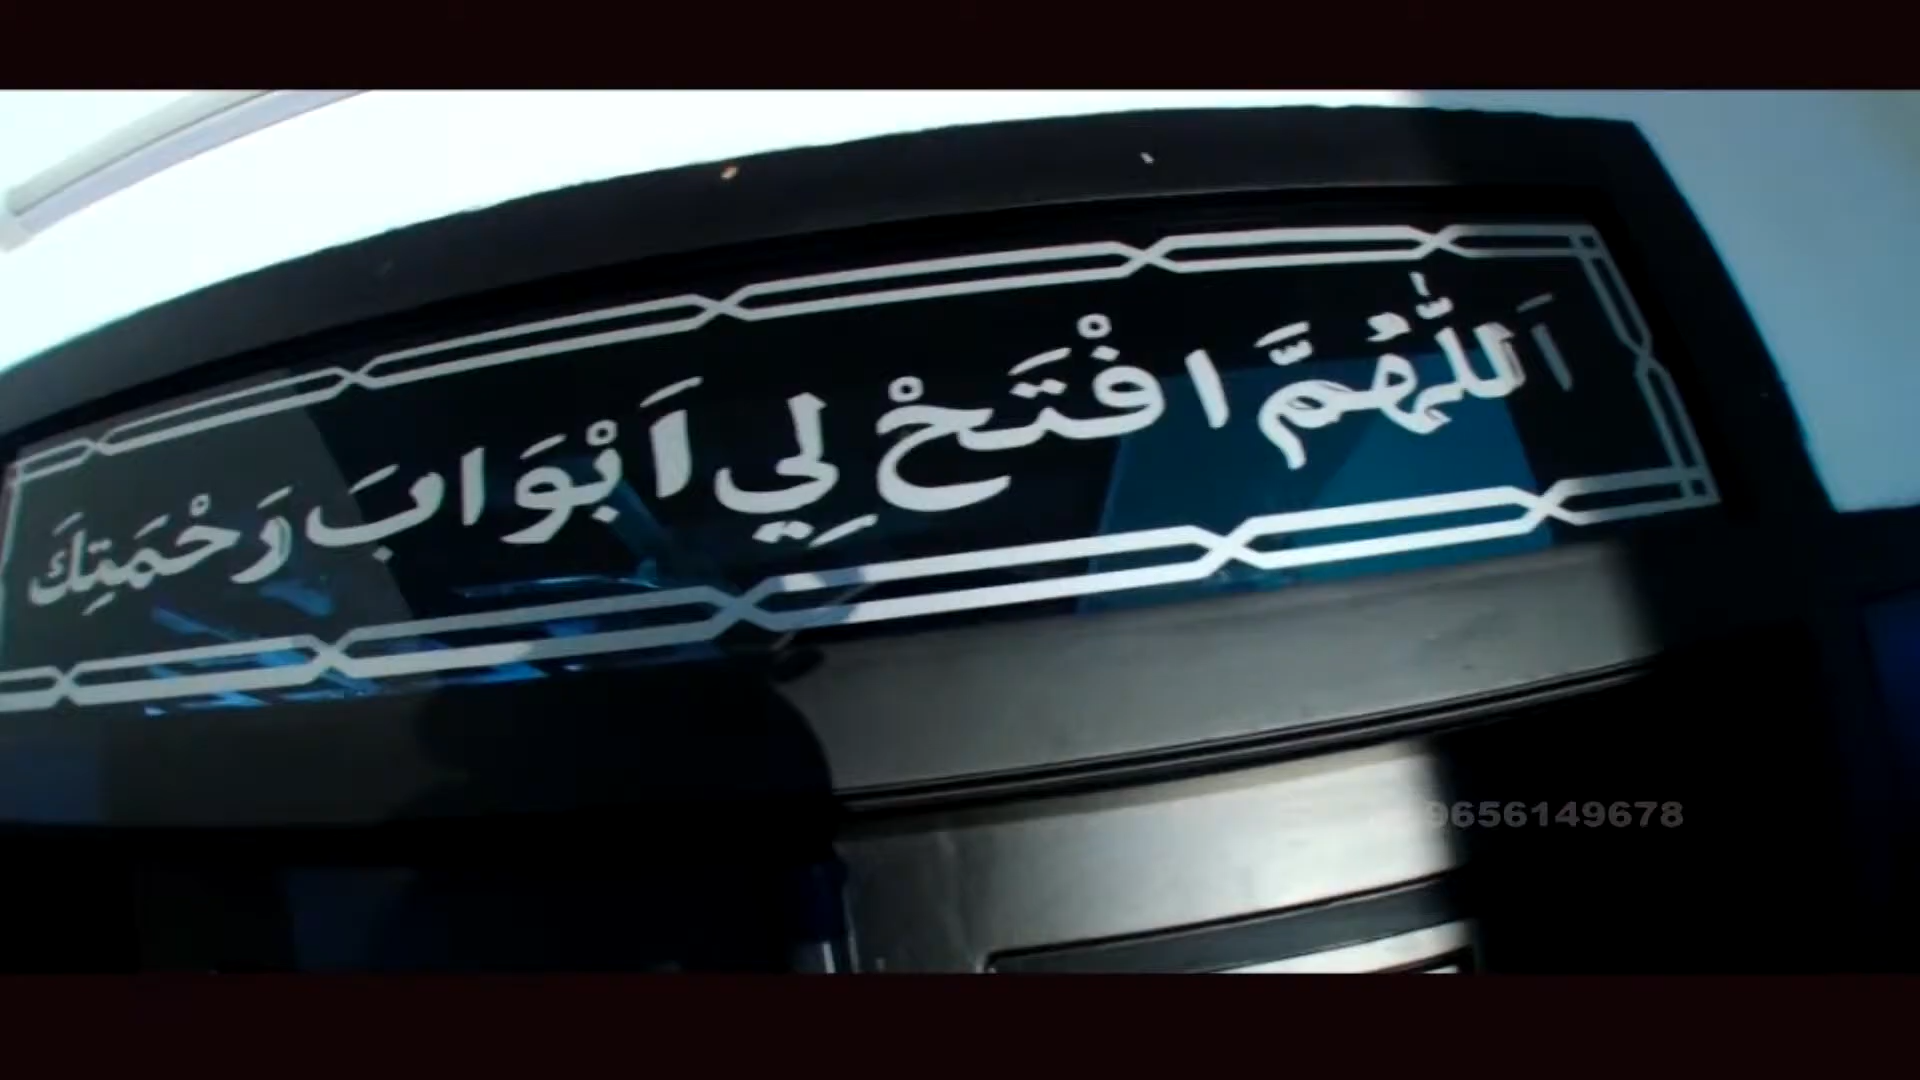 اَللّٰهُمَّ افْتَحْ لِي اَبْوَابَ رَحْمَتِكَ
9656149678